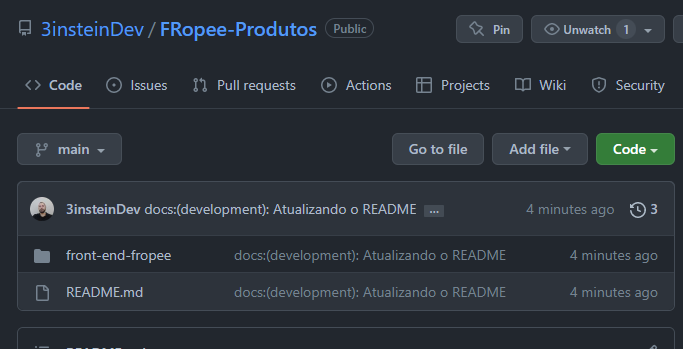 3insteinDev / FRopee-Produtos Public Pin Unwatch 1
Code Issues Pull requests Actions Projects Wiki Security
main Go to file Add file Code
3insteinDev docs:(development): Atualizando o README ... 4 minutes ago 3
front-end-fropee docs:(development): Atualizando o README 4 minutes ago
README.md docs:(development): Atualizando o README 4 minutes ago